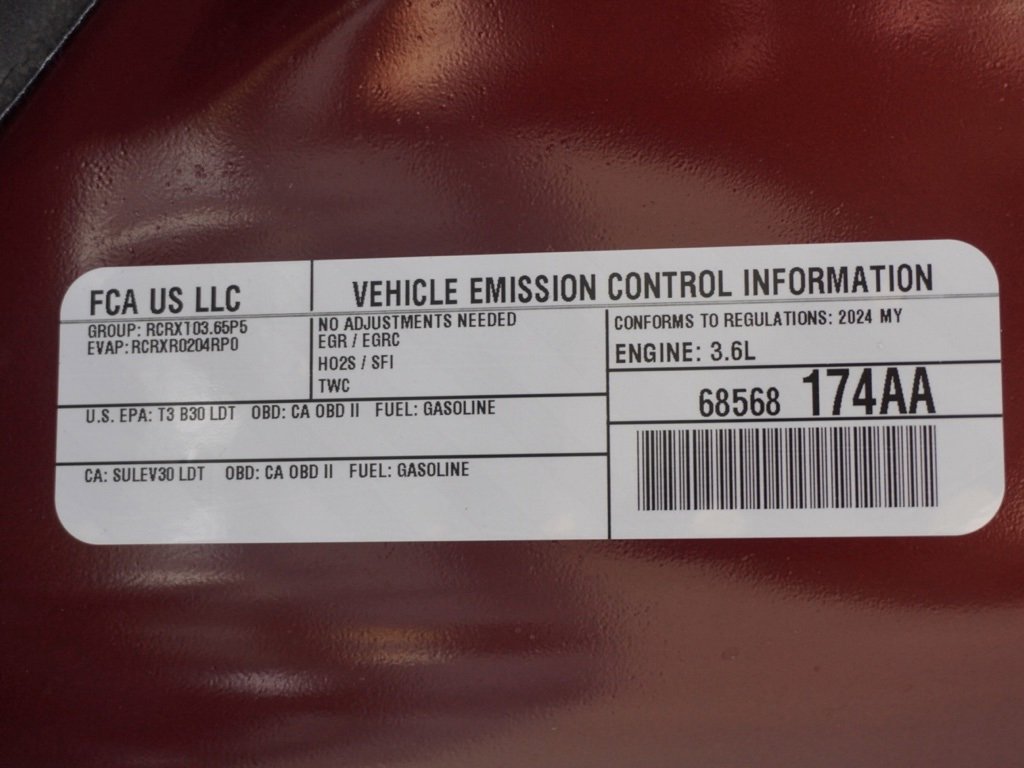 FCA US LLC
VEHICLE EMISSION CONTROL INFORMATION
GROUP: RCRXT03.65P5
EVAP:RCRXR0204RP0
NO ADJUSTMENTS NEEDED
EGR / EGRC
HO2S / SFI
TWC
CONFORMS TO REGULATIONS: 2024 MY
ENGINE: 3.6L
68568 174AA
U.S. EPA: T3 B30 LDT OBD: CA OBD II FUEL: GASOLINE
CA: SULEV30 LDT OBD: CA OBD II FUEL: GASOLINE